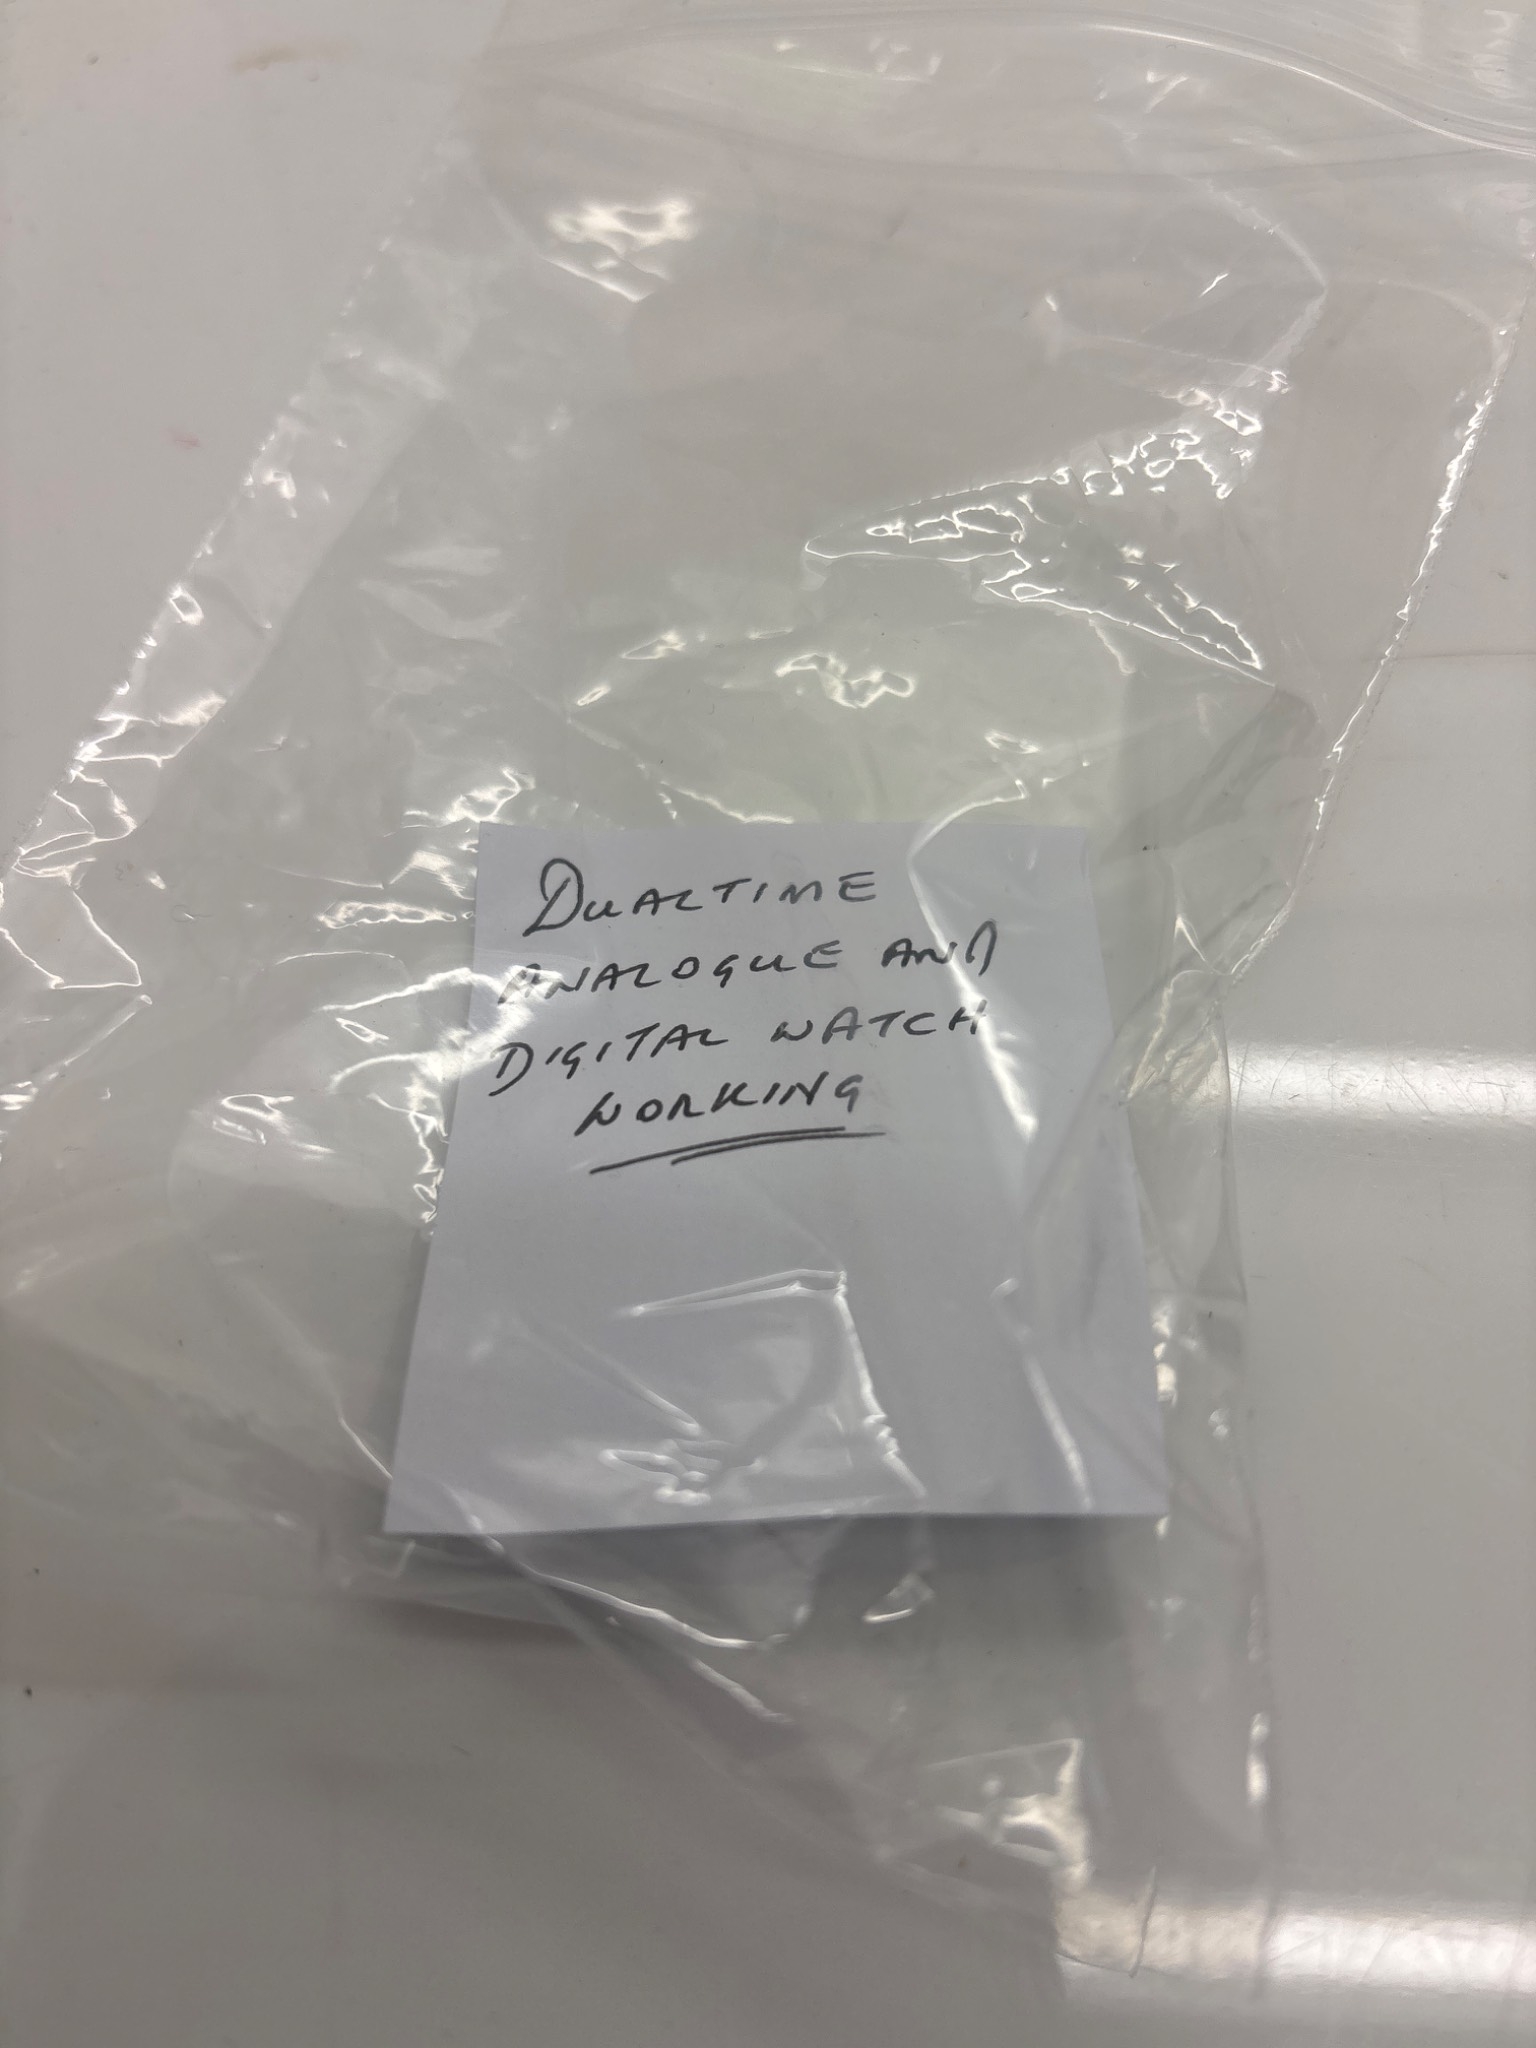 DUALTIME
ANALOGUE AND
DIGITAL WATCH
WORKING